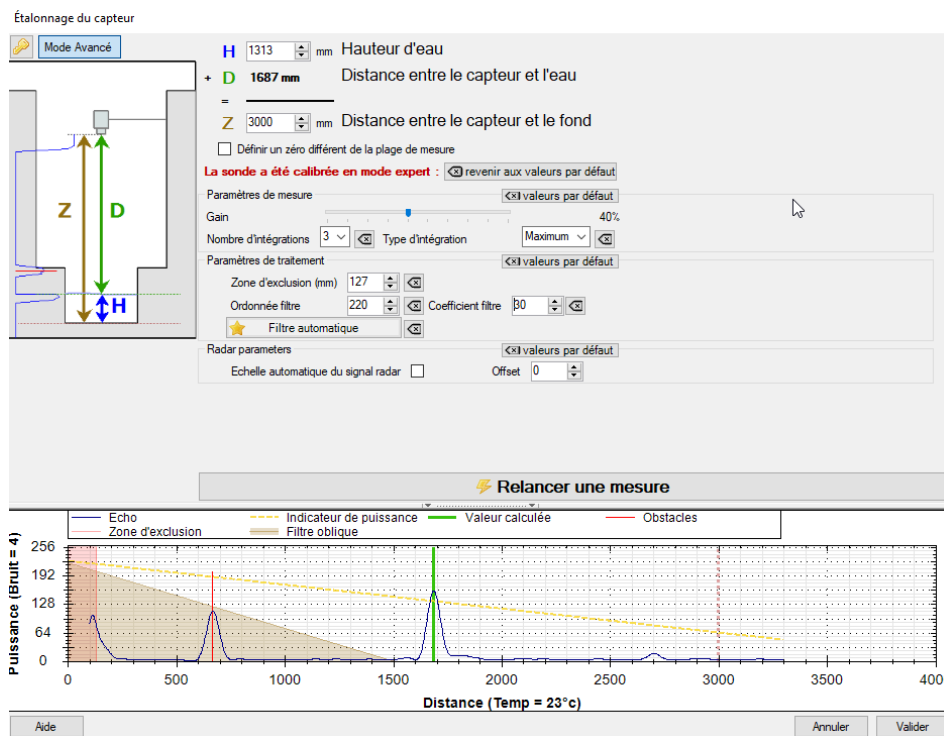 Étalonnage du capteur
Mode Avancé
H 1313 mm Hauteur d'eau
+ D 1687 mm Distance entre le capteur et l'eau
=
Z 3000 mm Distance entre le capteur et le fond
Définir un zéro différent de la plage de mesure
La sonde a été calibrée en mode expert : revenir aux valeurs par défaut
Paramètres de mesure valeurs par défaut
Gain 40%
Nombre d'intégrations 3 Type d'intégration Maximum
Paramètres de traitement valeurs par défaut
Zone d'exclusion (mm) 127
Ordonnée filtre 220 Coefficient filtre 30
Filtre automatique
Radar parameters valeurs par défaut
Echelle automatique du signal radar Offset 0
Z D
H
Relancer une mesure
Echo Indicateur de puissance Valeur calculée Obstacles
Zone d'exclusion Filtre oblique
Puissance (Bruit = 4)
256
192
128
64
0
0 500 1000 1500 2000 2500 3000 3500 400
Distance (Temp = 23°c)
Aide Annuler Valider